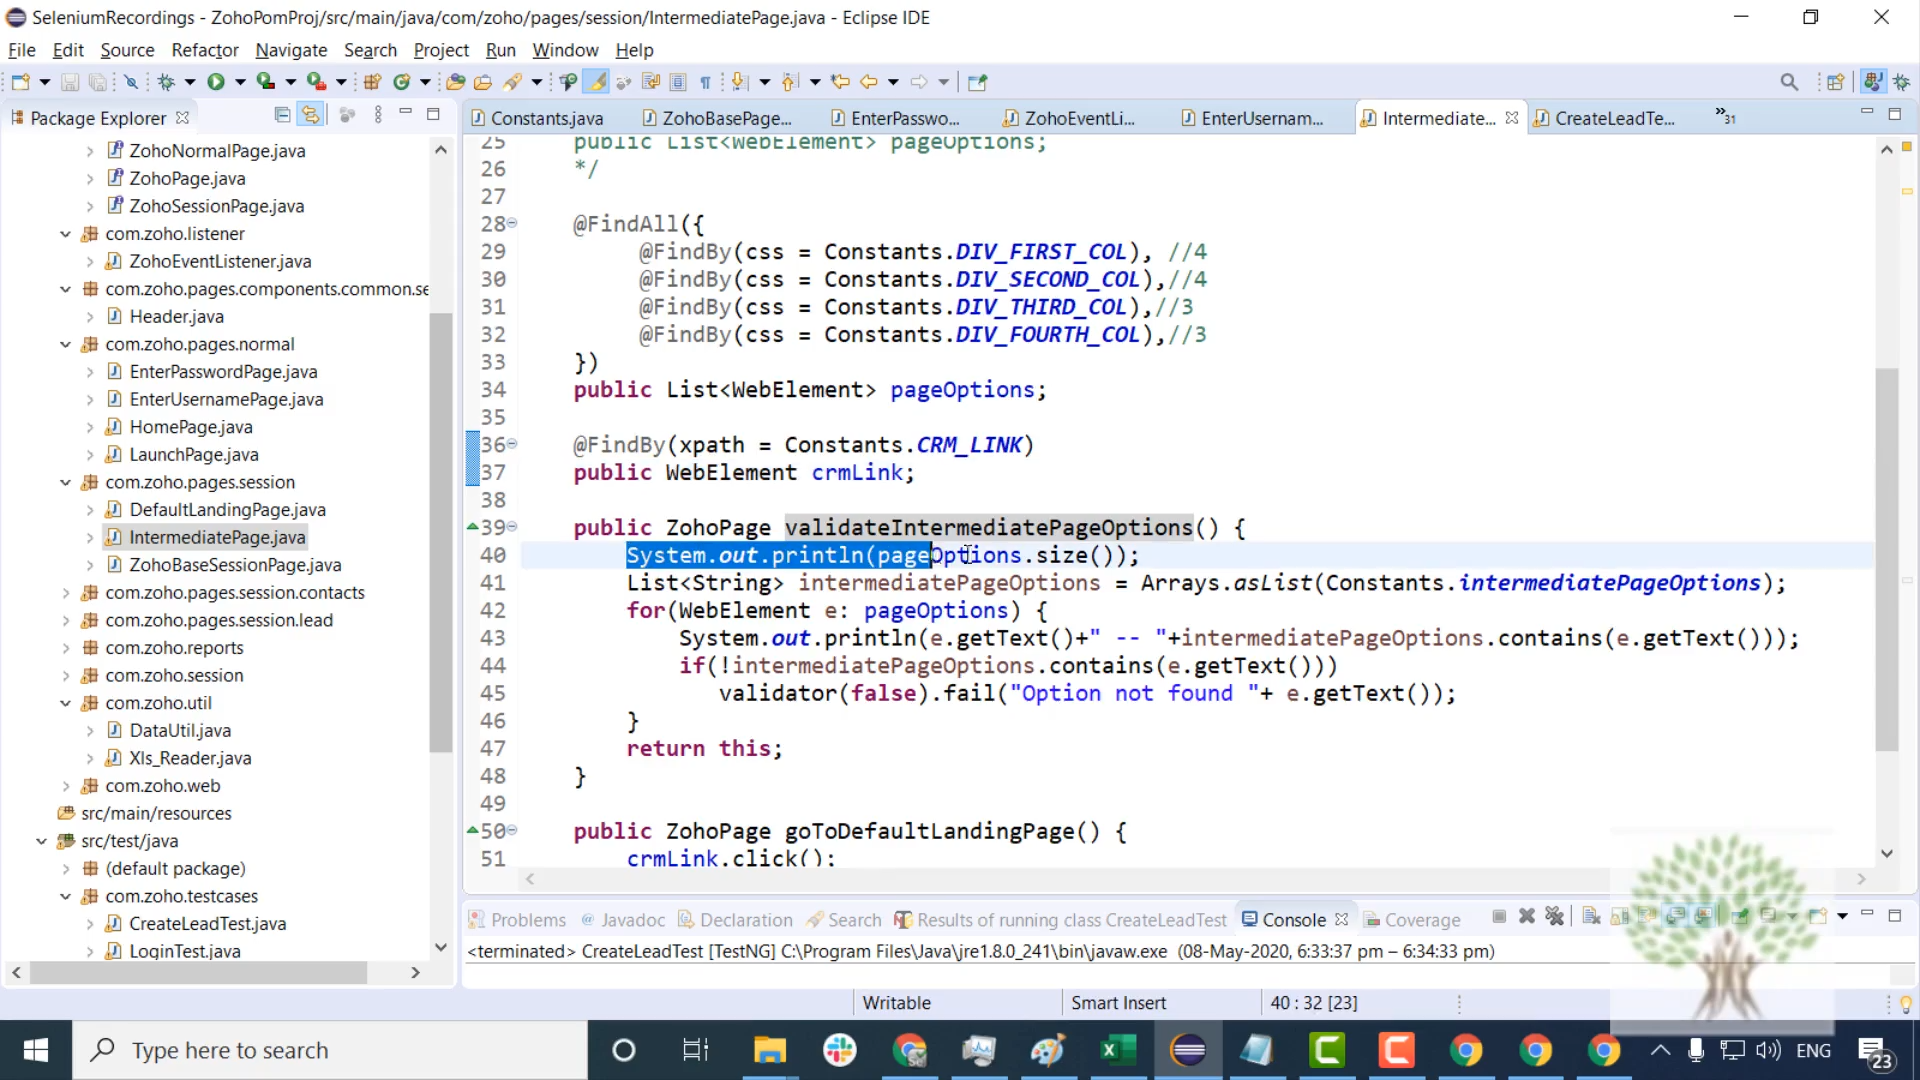 SeleniumRecordings - ZohoPomProj/src/main/java/com/zoho/pages/session/IntermediatePage.java - Eclipse IDE
File Edit Source Refactor Navigate Search Project Run Window Help
Package Explorer
ZohoNormalPage.java
ZohoPage.java
ZohoSessionPage.java
com.zoho.listener
ZohoEventListener.java
com.zoho.pages.components.common.se
Header.java
com.zoho.pages.normal
EnterPasswordPage.java
EnterUsernamePage.java
HomePage.java
LaunchPage.java
com.zoho.pages.session
DefaultLandingPage.java
IntermediatePage.java
ZohoBaseSessionPage.java
com.zoho.pages.session.contacts
com.zoho.pages.session.lead
com.zoho.reports
com.zoho.session
com.zoho.util
DataUtil.java
Xls_Reader.java
com.zoho.web
src/main/resources
src/test/java
(default package)
com.zoho.testcases
CreateLeadTest.java
LoginTest.java
Constants.java ZohoBasePage... EnterPasswo... ZohoEventLi... EnterUsernam... Intermediate... CreateLeadTe... »31
25 public List<WebElement> pageOptions;
26 */
27
28 @FindAll({
29 @FindBy(css = Constants.DIV_FIRST_COL), //4
30 @FindBy(css = Constants.DIV_SECOND_COL),//4
31 @FindBy(css = Constants.DIV_THIRD_COL),//3
32 @FindBy(css = Constants.DIV_FOURTH_COL),//3
33 })
34 public List<WebElement> pageOptions;
35
36 @FindBy(xpath = Constants.CRM_LINK)
37 public WebElement crmLink;
38
39 public ZohoPage validateIntermediatePageOptions() {
40 System.out.println(pageOptions.size());
41 List<String> intermediatePageOptions = Arrays.asList(Constants.intermediatePageOptions);
42 for(WebElement e: pageOptions) {
43 System.out.println(e.getText()+" -- "+intermediatePageOptions.contains(e.getText()));
44 if(!intermediatePageOptions.contains(e.getText()))
45 validator(false).fail("Option not found "+ e.getText());
46 }
47 return this;
48 }
49
50 public ZohoPage goToDefaultLandingPage() {
51 crmLink.click();
Problems Javadoc Declaration Search Results of running class CreateLeadTest Console Coverage
<terminated> CreateLeadTest [TestNG] C:\Program Files\Java\jre1.8.0_241\bin\javaw.exe (08-May-2020, 6:33:37 pm – 6:34:33 pm)
Writable Smart Insert 40 : 32 [23]
Type here to search
ENG
23